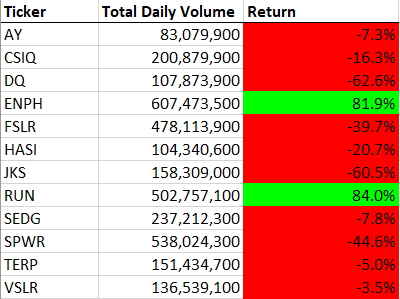 Ticker Total Daily Volume Return
AY 83,079,900 -7.3%
CSIQ 200,879,900 -16.3%
DQ 107,873,900 -62.6%
ENPH 607,473,500 81.9%
FSLR 478,113,900 -39.7%
HASI 104,340,600 -20.7%
JKS 158,309,000 -60.5%
RUN 502,757,100 84.0%
SEDG 237,212,300 -7.8%
SPWR 538,024,300 -44.6%
TERP 151,434,700 -5.0%
VSLR 136,539,100 -3.5%